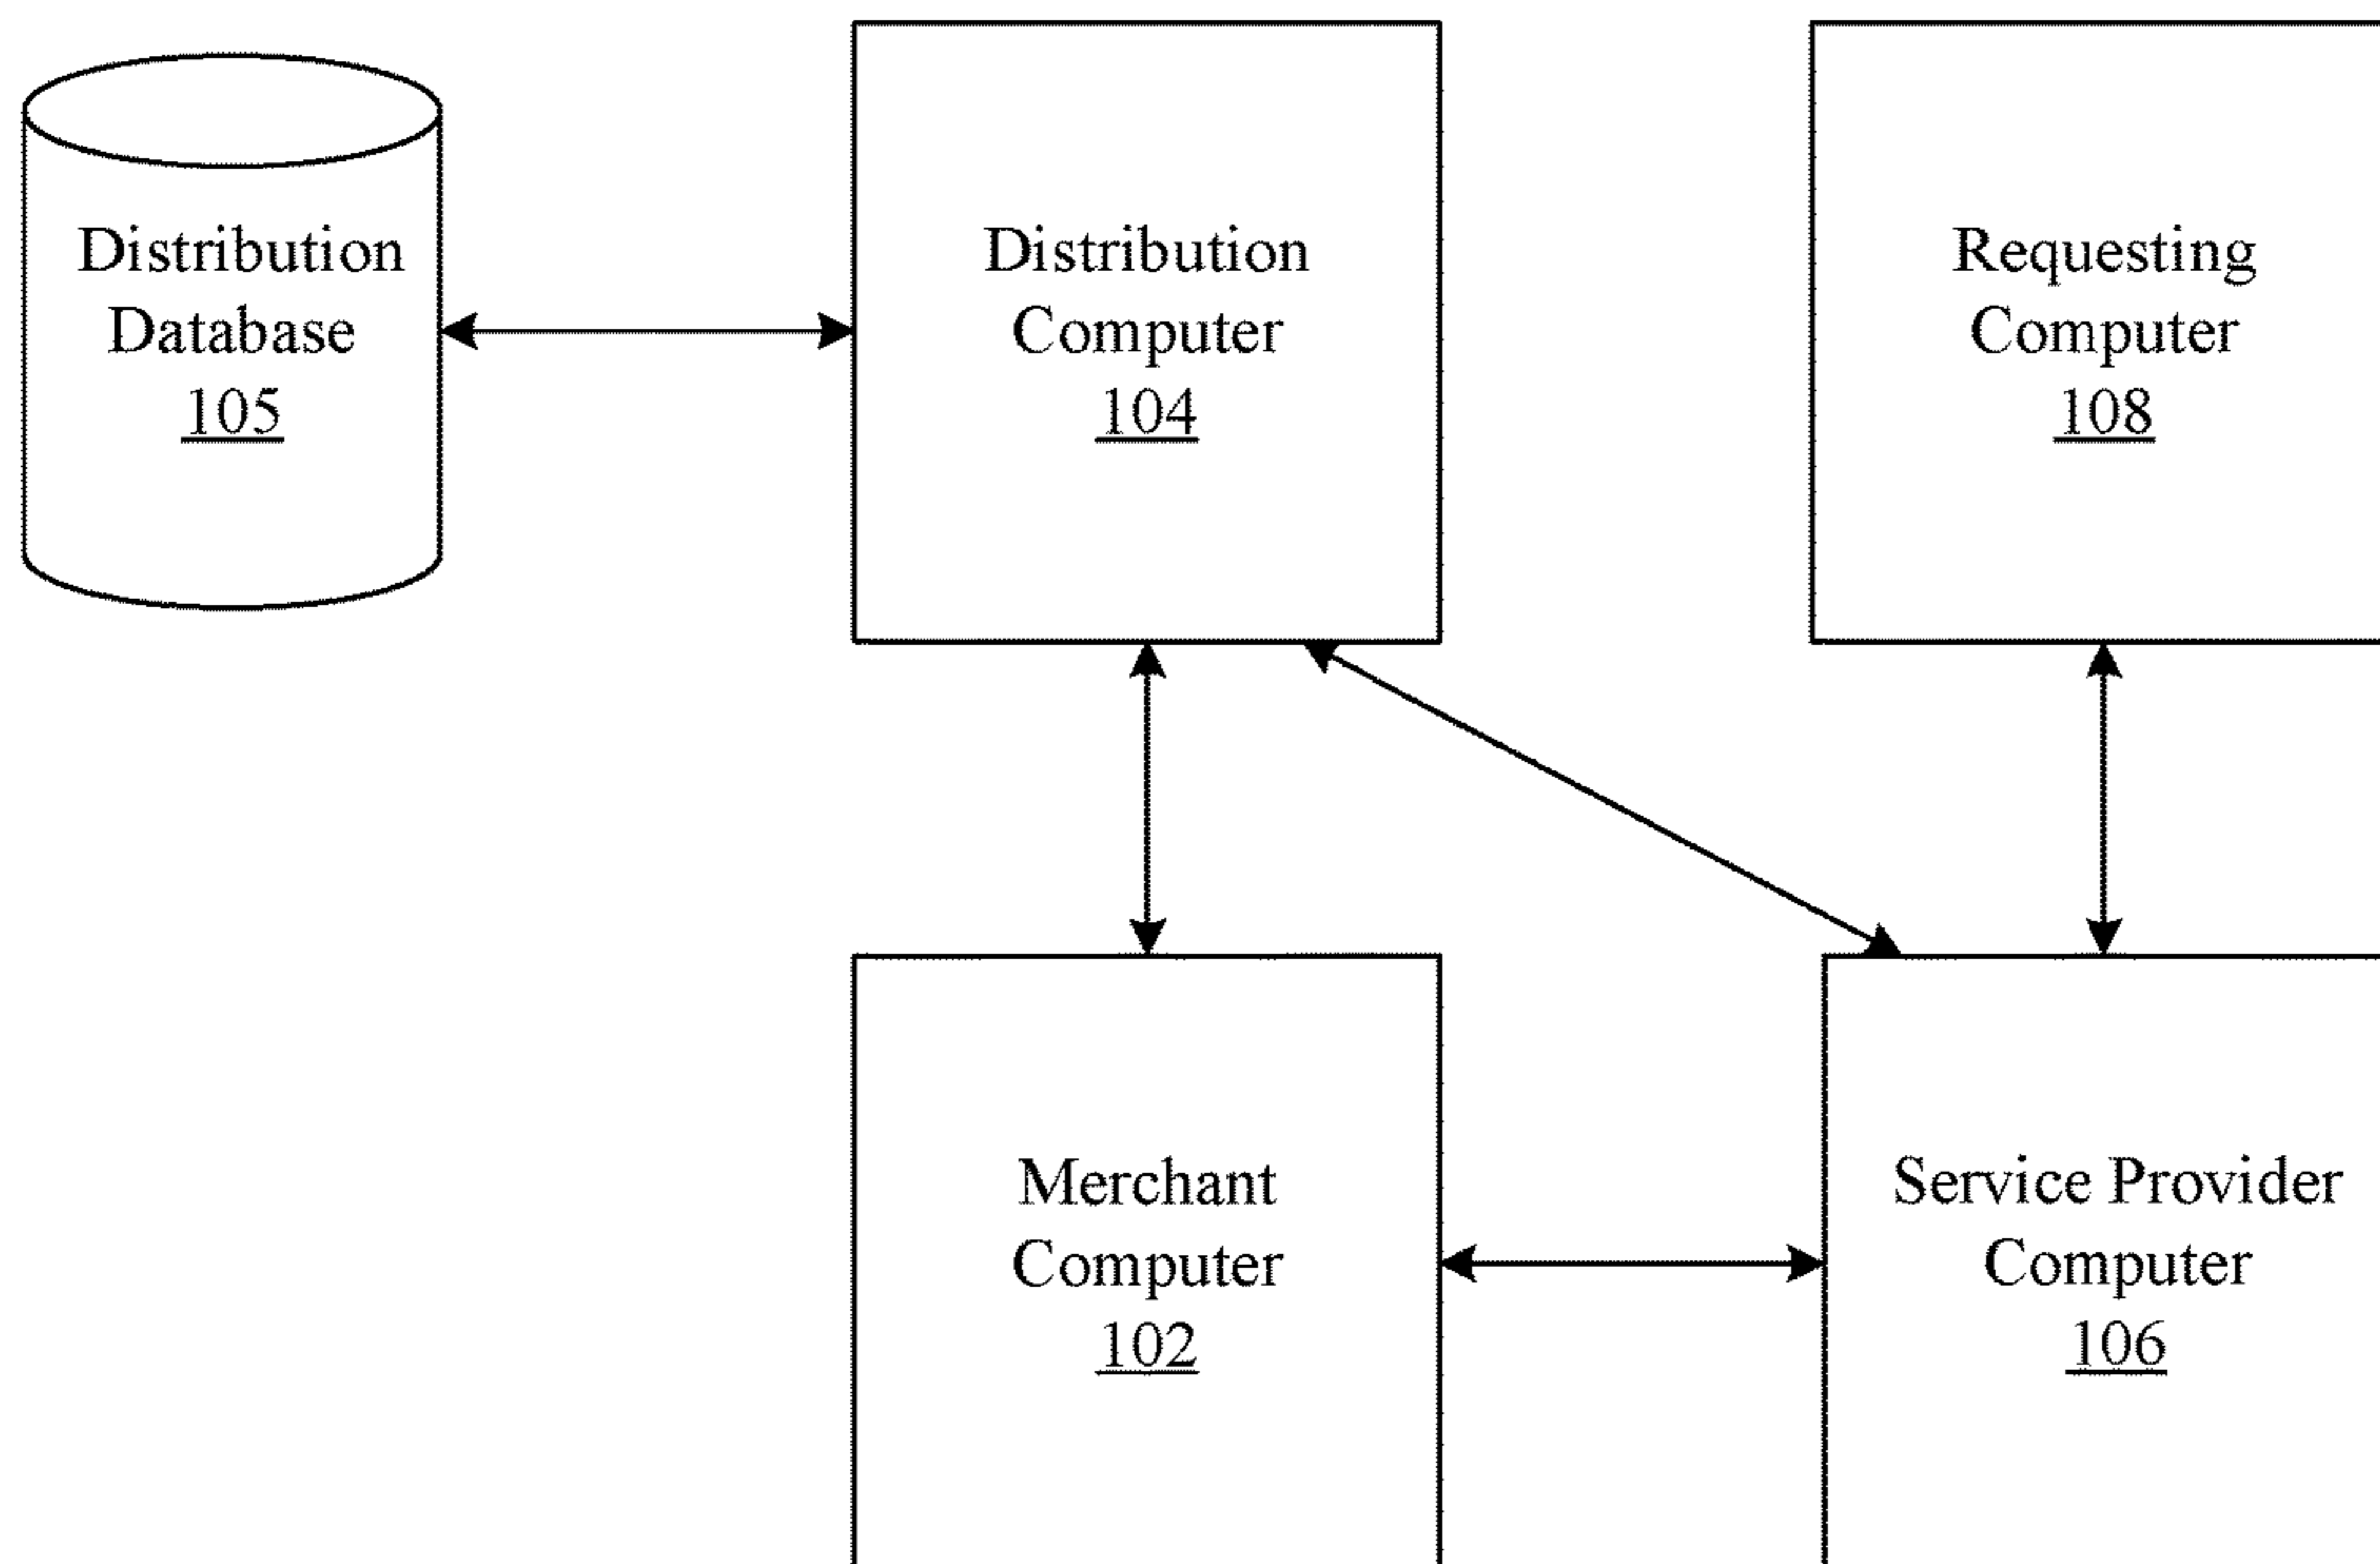 Distribution
Database
105
Distribution
Computer
104
Requesting
Computer
108
Merchant
Computer
102
Service Provider
Computer
106